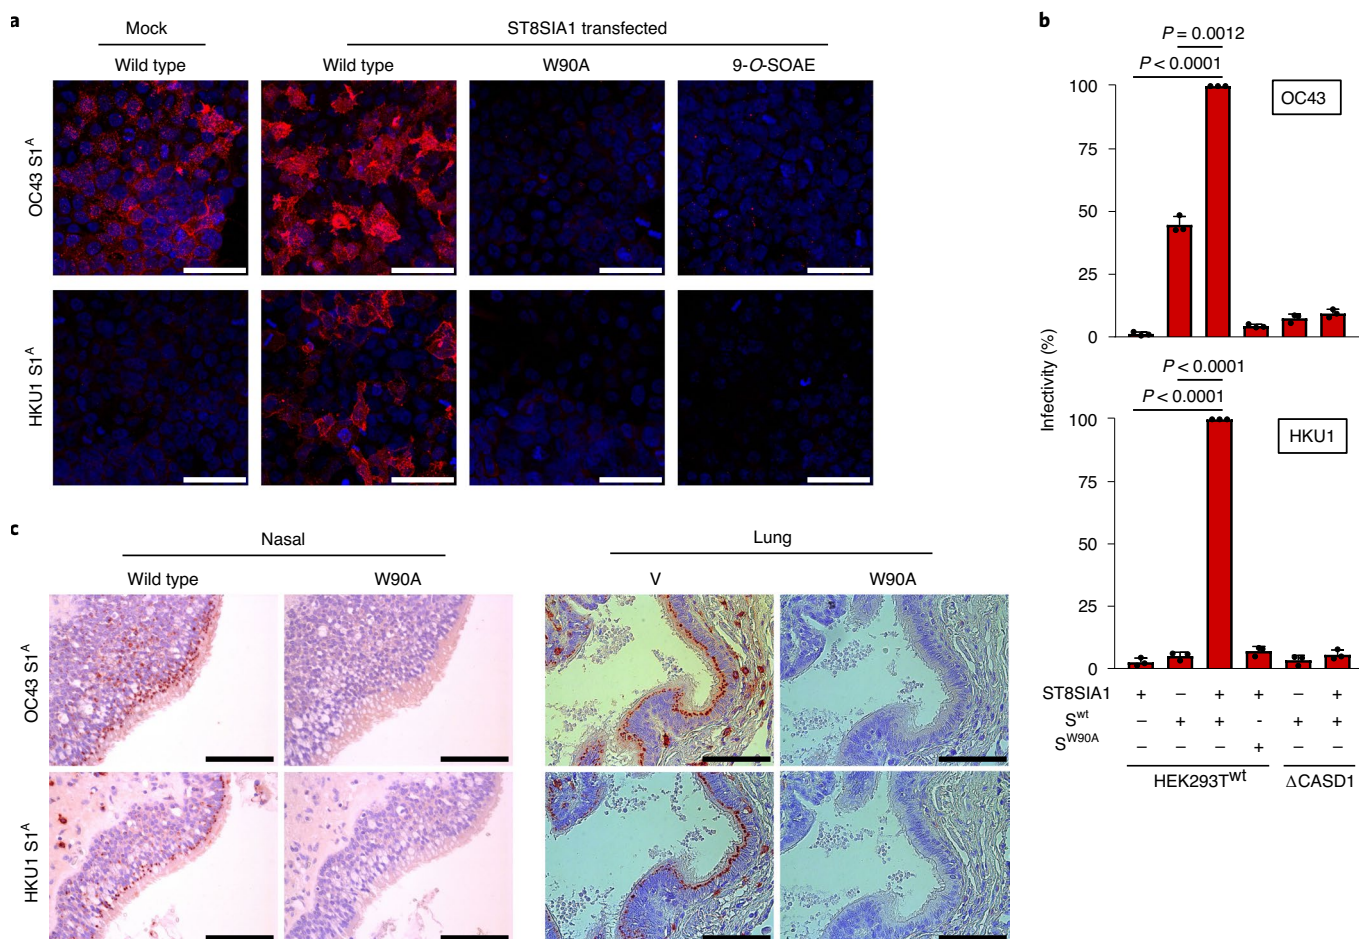 a
Mock
ST8SIA1 transfected
Wild type
Wild type
W90A
9-O-SOAE
OC43 S1ᴬ
HKU1 S1ᴬ
b
P = 0.0012
P < 0.0001
OC43
100
75
50
25
0
Infectivity (%)
P < 0.0001
P < 0.0001
HKU1
100
75
50
25
0
ST8SIA1 + – + + – +
Sʷᵗ – + + - + +
Sᵂ⁹⁰ᴬ – – – + – –
HEK293Tʷᵗ ΔCASD1
c
Nasal
Lung
Wild type
W90A
V
W90A
OC43 S1ᴬ
HKU1 S1ᴬ